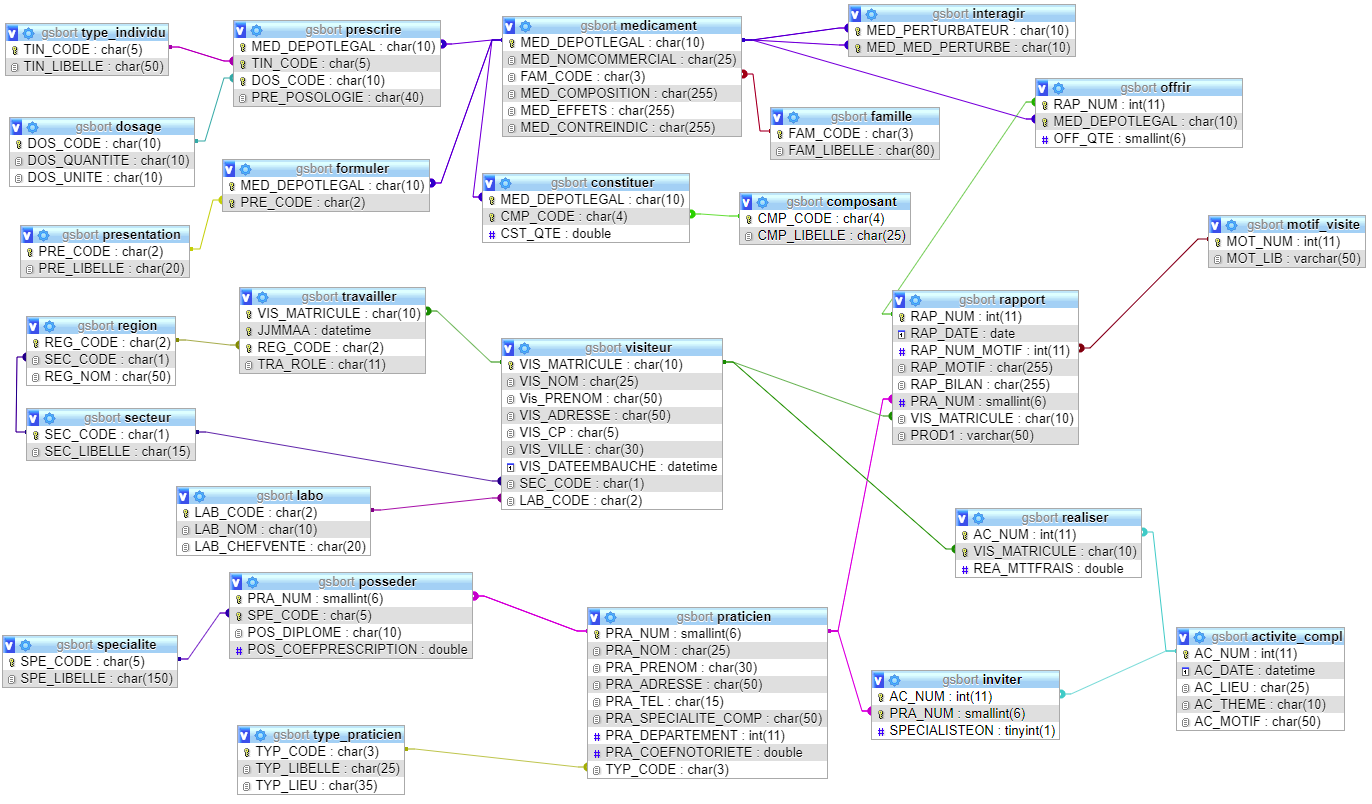 gsbort type_individu
TIN_CODE : char(5)
TIN_LIBELLE : char(50)
gsbort prescrire
MED_DEPOTLEGAL : char(10)
TIN_CODE : char(5)
DOS_CODE : char(10)
PRE_POSOLOGIE : char(40)
gsbort medicament
MED_DEPOTLEGAL : char(10)
MED_NOMCOMMERCIAL : char(25)
FAM_CODE : char(3)
MED_COMPOSITION : char(255)
MED_EFFETS : char(255)
MED_CONTREINDIC : char(255)
gsbort interagir
MED_PERTURBATEUR : char(10)
MED_MED_PERTURBE : char(10)
gsbort offrir
RAP_NUM : int(11)
MED_DEPOTLEGAL : char(10)
OFF_QTE : smallint(6)
gsbort famille
FAM_CODE : char(3)
FAM_LIBELLE : char(80)
gsbort dosage
DOS_CODE : char(10)
DOS_QUANTITE : char(10)
DOS_UNITE : char(10)
gsbort formuler
MED_DEPOTLEGAL : char(10)
PRE_CODE : char(2)
gsbort constituer
MED_DEPOTLEGAL : char(10)
CMP_CODE : char(4)
CST_QTE : double
gsbort composant
CMP_CODE : char(4)
CMP_LIBELLE : char(25)
gsbort presentation
PRE_CODE : char(2)
PRE_LIBELLE : char(20)
gsbort motif_visite
MOT_NUM : int(11)
MOT_LIB : varchar(50)
gsbort travailler
VIS_MATRICULE : char(10)
JJMMAA : datetime
REG_CODE : char(2)
TRA_ROLE : char(11)
gsbort rapport
RAP_NUM : int(11)
RAP_DATE : date
RAP_NUM_MOTIF : int(11)
RAP_MOTIF : char(255)
RAP_BILAN : char(255)
PRA_NUM : smallint(6)
VIS_MATRICULE : char(10)
PROD1 : varchar(50)
gsbort region
REG_CODE : char(2)
SEC_CODE : char(1)
REG_NOM : char(50)
gsbort visiteur
VIS_MATRICULE : char(10)
VIS_NOM : char(25)
Vis_PRENOM : char(50)
VIS_ADRESSE : char(50)
VIS_CP : char(5)
VIS_VILLE : char(30)
VIS_DATEEMBAUCHE : datetime
SEC_CODE : char(1)
LAB_CODE : char(2)
gsbort secteur
SEC_CODE : char(1)
SEC_LIBELLE : char(15)
gsbort labo
LAB_CODE : char(2)
LAB_NOM : char(10)
LAB_CHEFVENTE : char(20)
gsbort realiser
AC_NUM : int(11)
VIS_MATRICULE : char(10)
REA_MTTFRAIS : double
gsbort posseder
PRA_NUM : smallint(6)
SPE_CODE : char(5)
POS_DIPLOME : char(10)
POS_COEFPRESCRIPTION : double
gsbort specialite
SPE_CODE : char(5)
SPE_LIBELLE : char(150)
gsbort praticien
PRA_NUM : smallint(6)
PRA_NOM : char(25)
PRA_PRENOM : char(30)
PRA_ADRESSE : char(50)
PRA_TEL : char(15)
PRA_SPECIALITE_COMP : char(50)
PRA_DEPARTEMENT : int(11)
PRA_COEFNOTORIETE : double
TYP_CODE : char(3)
gsbort activite_compl
AC_NUM : int(11)
AC_DATE : datetime
AC_LIEU : char(25)
AC_THEME : char(10)
AC_MOTIF : char(50)
gsbort inviter
AC_NUM : int(11)
PRA_NUM : smallint(6)
SPECIALISTEON : tinyint(1)
gsbort type_praticien
TYP_CODE : char(3)
TYP_LIBELLE : char(25)
TYP_LIEU : char(35)